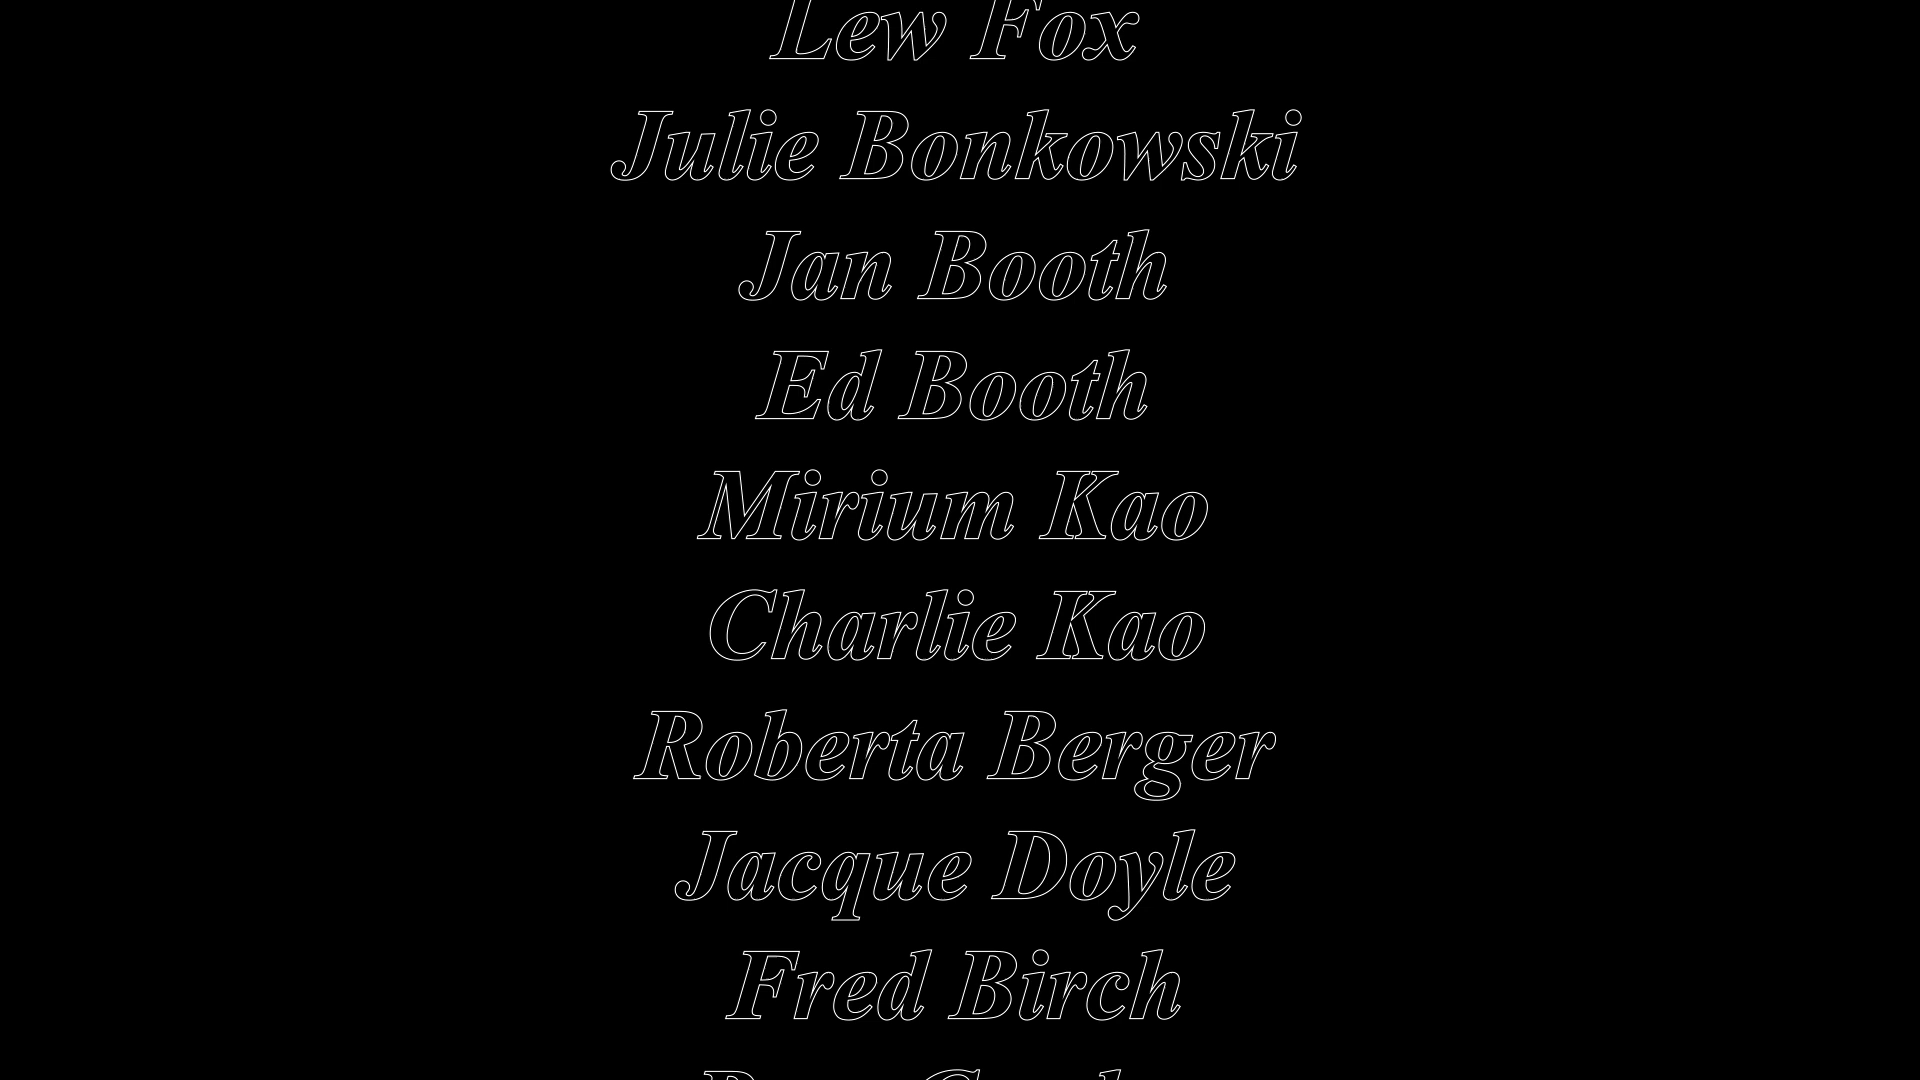 Lew Fox
Julie Bonkowski
Jan Booth
Ed Booth
Mirium Kao
Charlie Kao
Roberta Berger
Jacque Doyle
Fred Birch